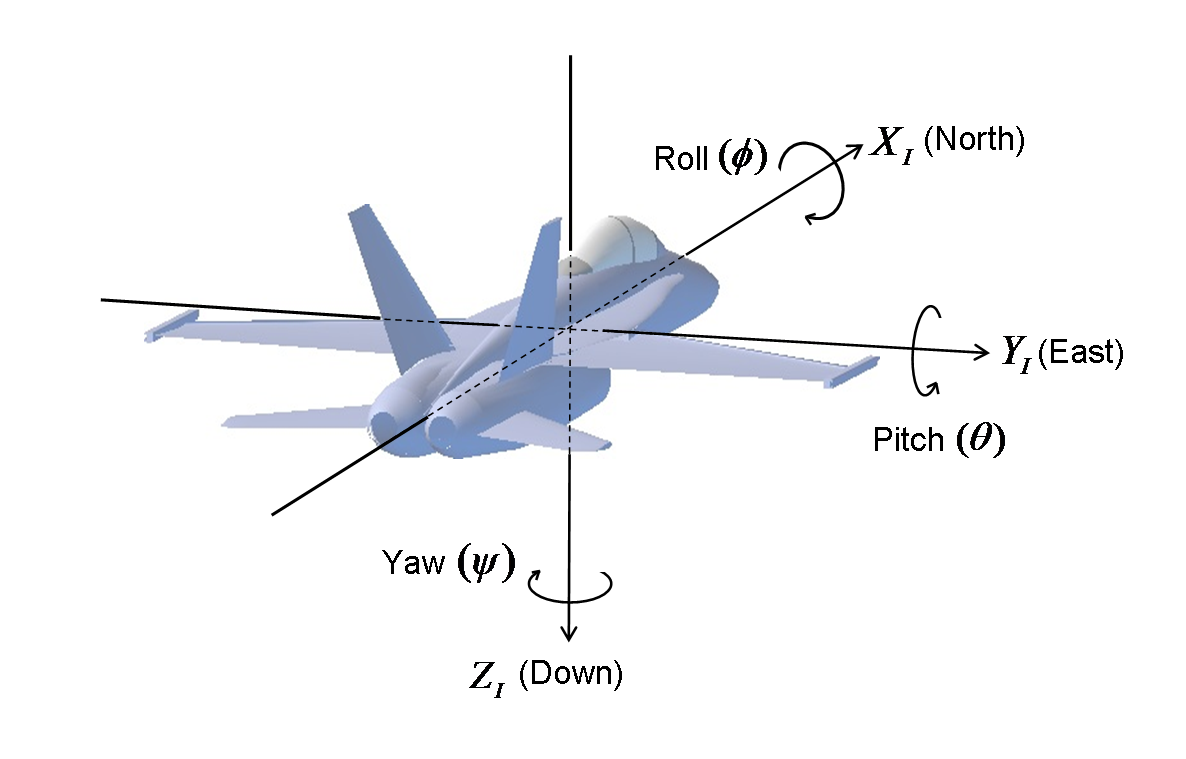 X_I (North)
Roll (ϕ)
Y_I (East)
Pitch (θ)
Yaw (ψ)
Z_I (Down)